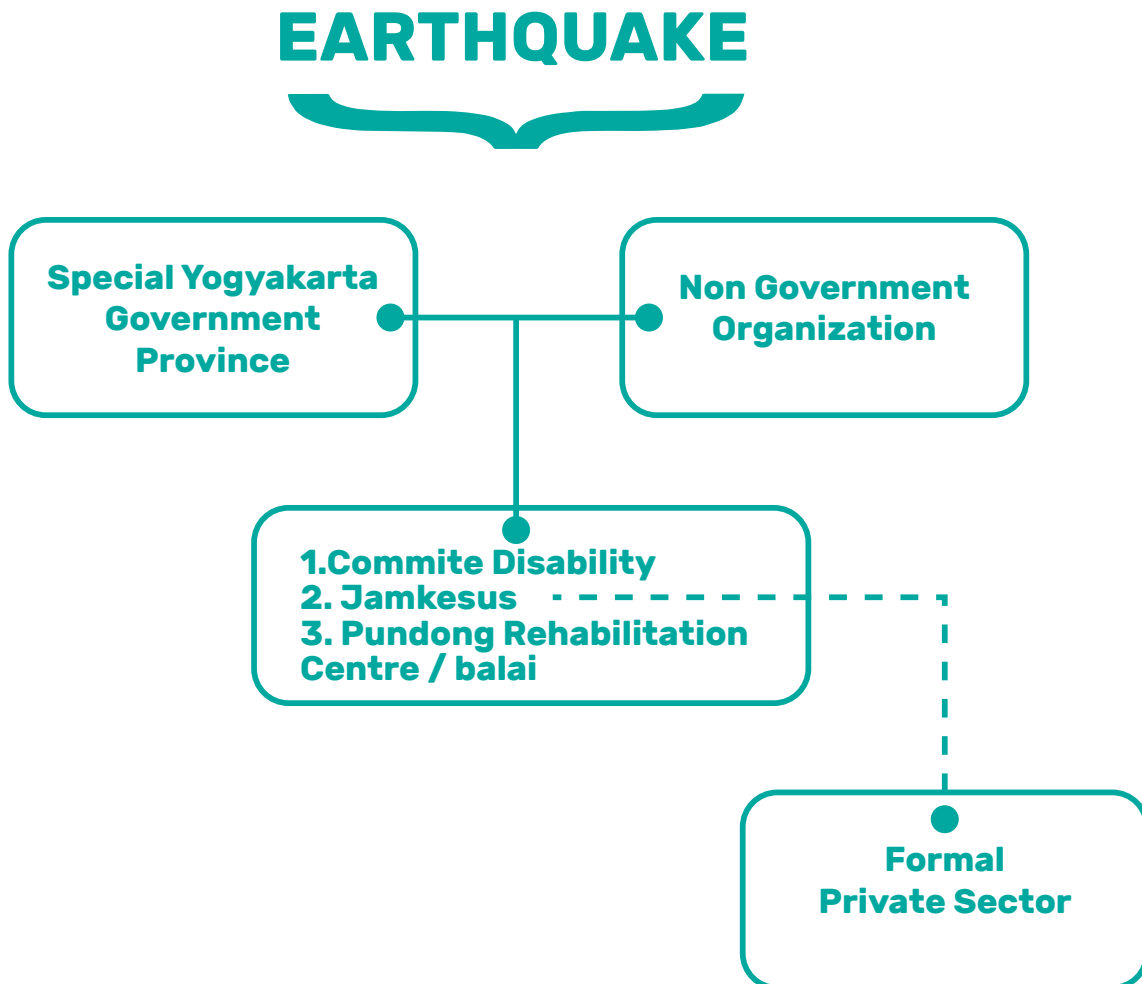 EARTHQUAKE
Special Yogyakarta
Government
Province
Non Government
Organization
1.Commite Disability
2. Jamkesus
3. Pundong Rehabilitation
Centre / balai
Formal
Private Sector